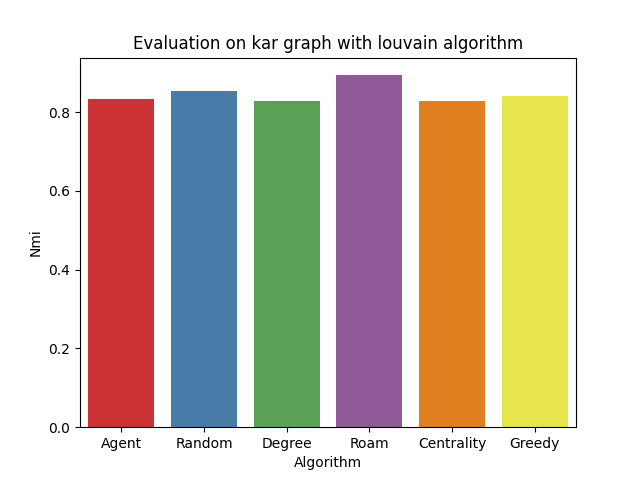 Evaluation on kar graph with louvain algorithm
Nmi
0.8
0.6
0.4
0.2
0.0
Agent Random Degree Roam Centrality Greedy
Algorithm